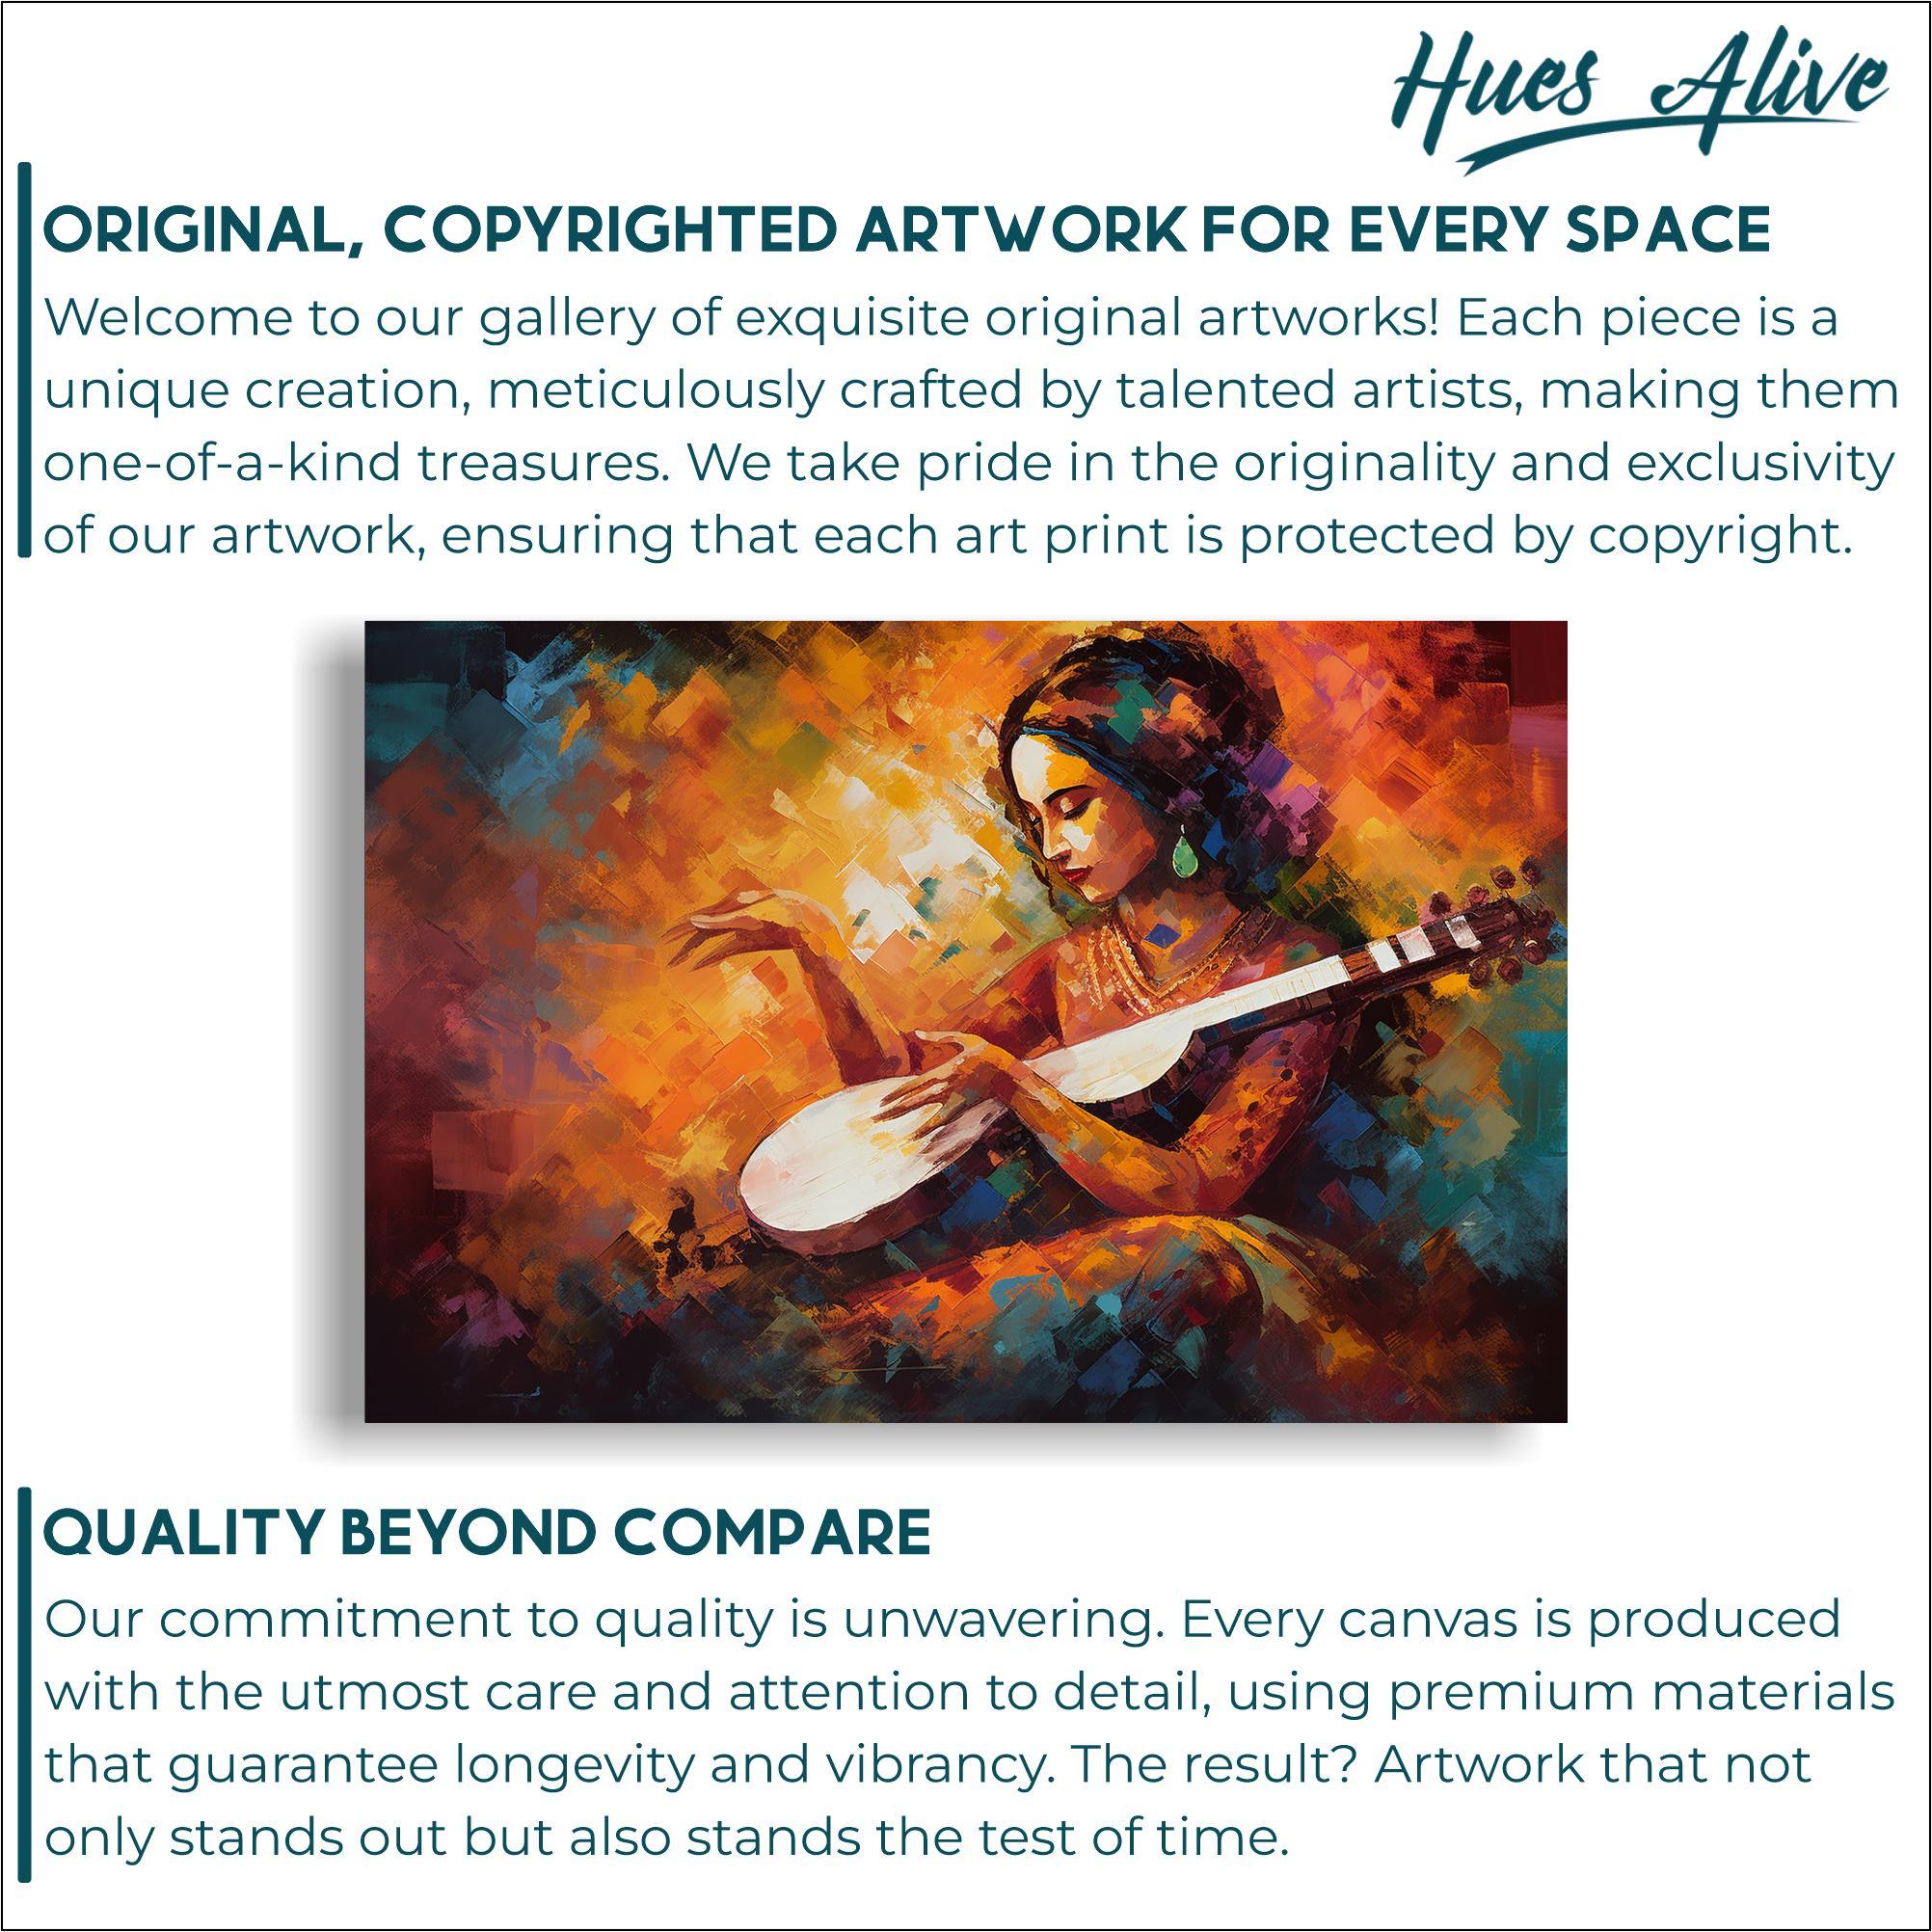 Hues Alive
ORIGINAL, COPYRIGHTED ARTWORK FOR EVERY SPACE
Welcome to our gallery of exquisite original artworks! Each piece is a
unique creation, meticulously crafted by talented artists, making them
one-of-a-kind treasures. We take pride in the originality and exclusivity
of our artwork, ensuring that each art print is protected by copyright.
QUALITY BEYOND COMPARE
Our commitment to quality is unwavering. Every canvas is produced
with the utmost care and attention to detail, using premium materials
that guarantee longevity and vibrancy. The result? Artwork that not
only stands out but also stands the test of time.